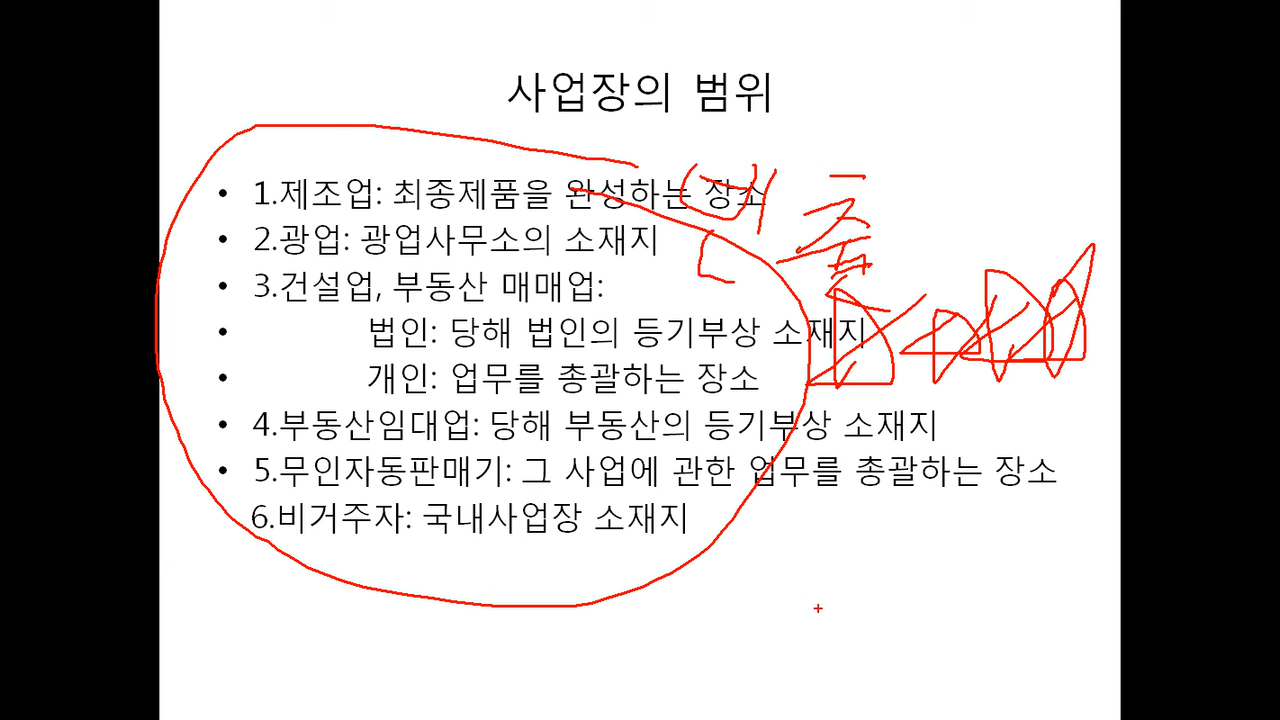 사업장의 범위
• 1.제조업: 최종제품을 완성하는 장소
• 2.광업: 광업사무소의 소재지
• 3.건설업, 부동산 매매업:
• 법인: 당해 법인의 등기부상 소재지
• 개인: 업무를 총괄하는 장소
• 4.부동산임대업: 당해 부동산의 등기부상 소재지
• 5.무인자동판매기: 그 사업에 관한 업무를 총괄하는 장소
6.비거주자: 국내사업장 소재지